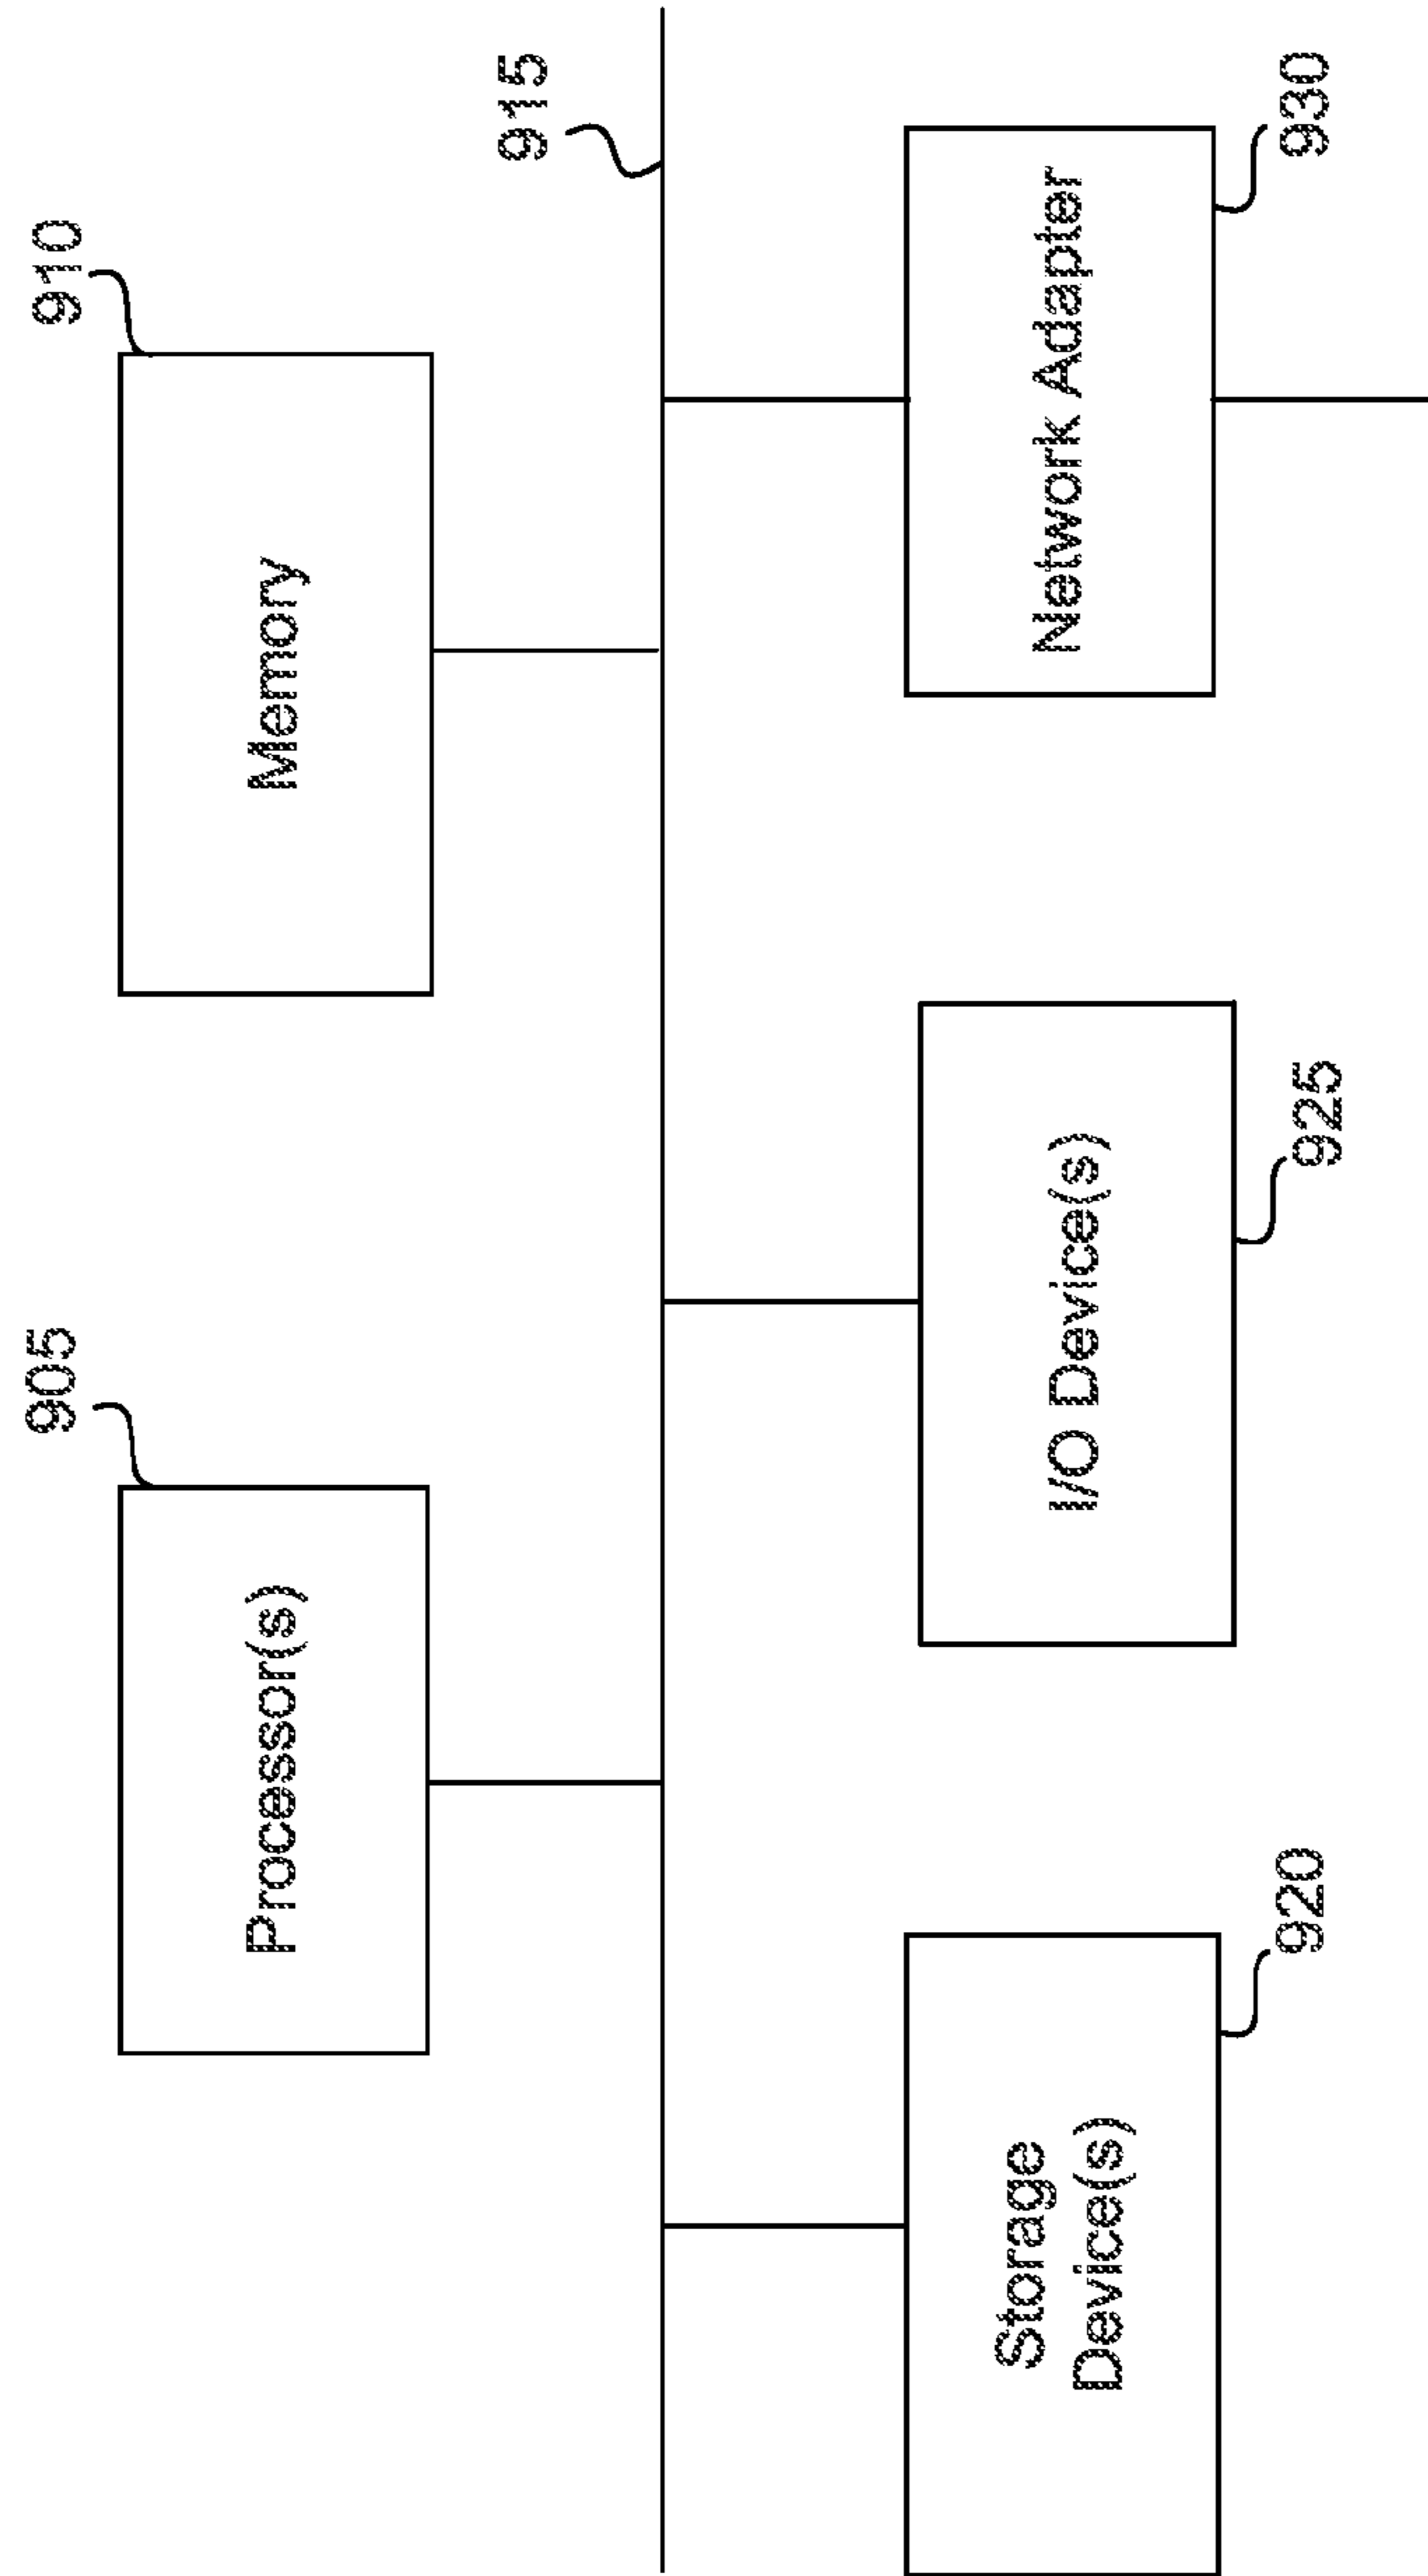 905
910
Processor(s)
Memory
915
Storage
Device(s)
I/O Device(s)
Network Adapter
920
925
930